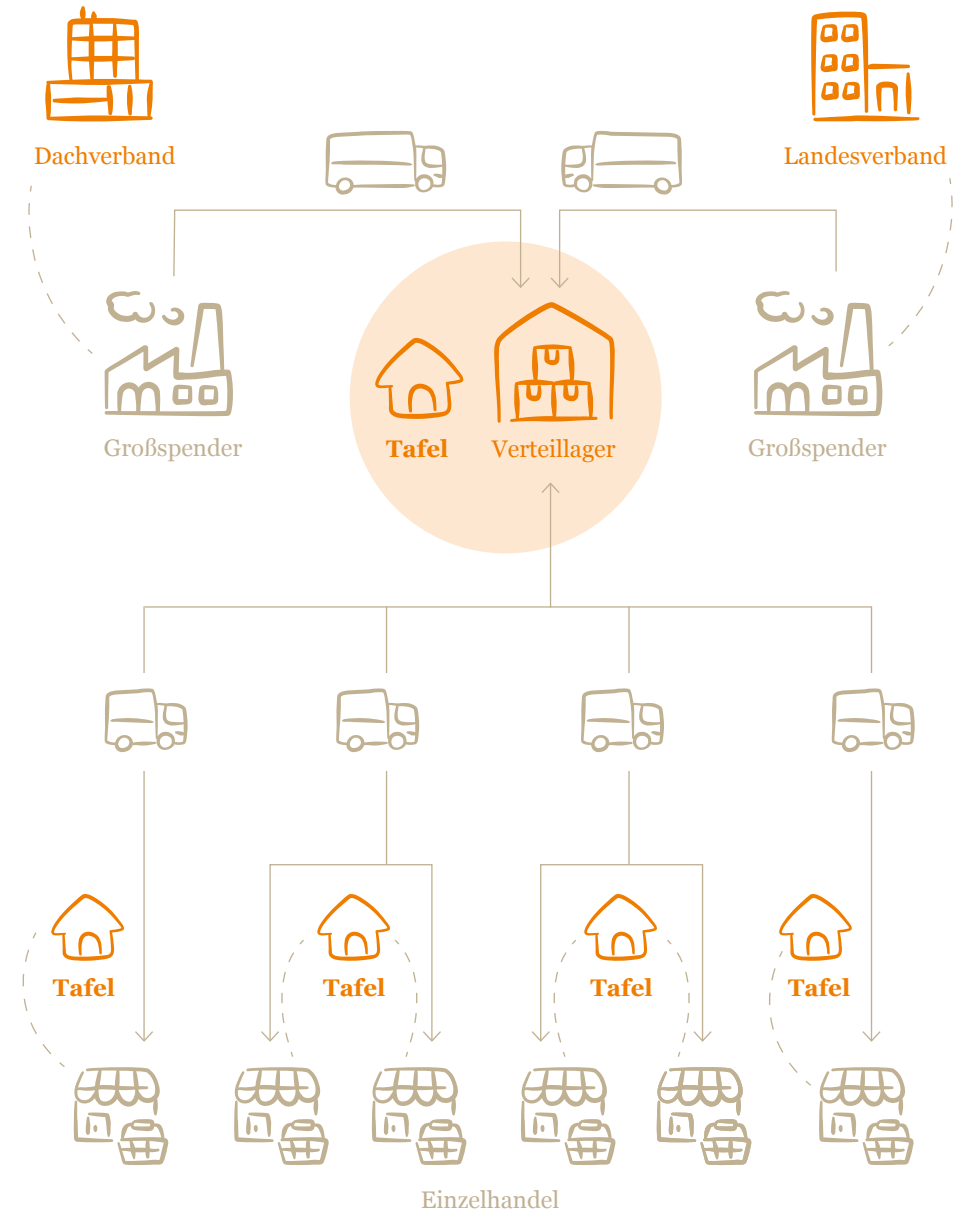 Dachverband
Landesverband
Großspender
Tafel
Verteillager
Großspender
Tafel
Tafel
Tafel
Tafel
Einzelhandel